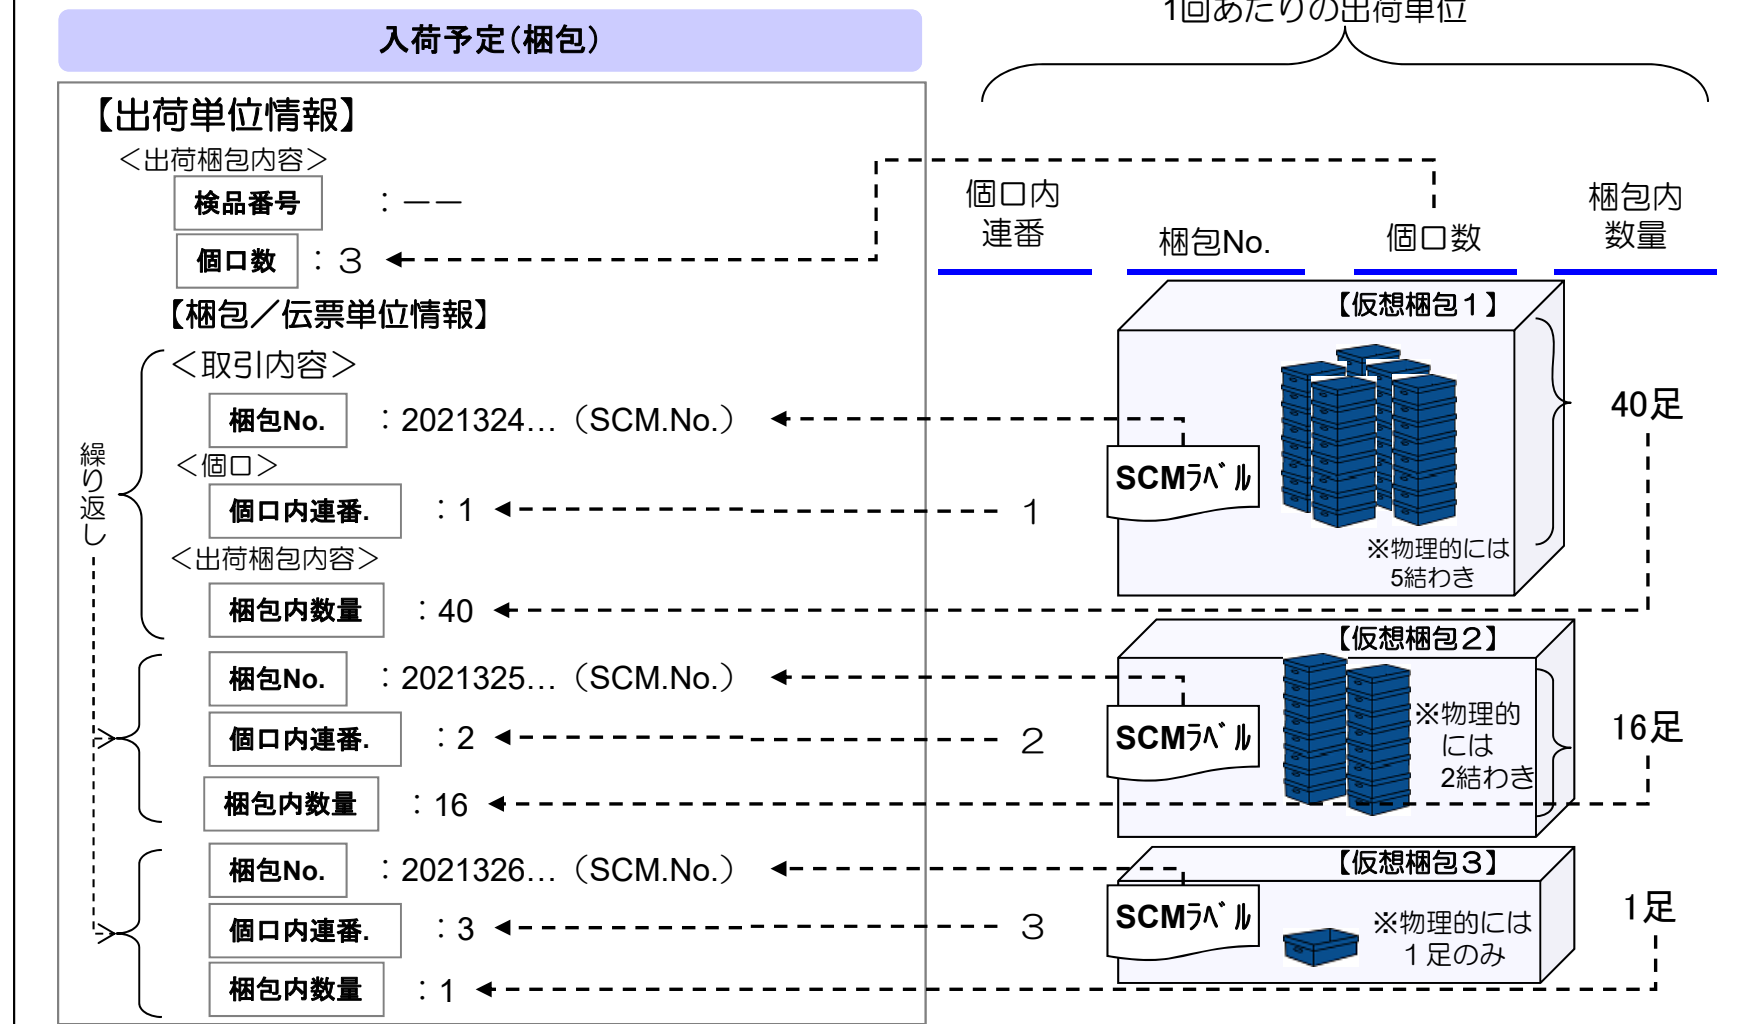 1回あたりの出荷単位
入荷予定(梱包)
【出荷単位情報】
＜出荷梱包内容＞
検品番号 ：－－
個口数 ：３
【梱包／伝票単位情報】
＜取引内容＞
梱包No. ：2021324…（SCM.No.）
＜個口＞
個口内連番. ：1
＜出荷梱包内容＞
梱包内数量 ：40
繰り返し
梱包No. ：2021325…（SCM.No.）
個口内連番. ：2
梱包内数量 ：16
梱包No. ：2021326…（SCM.No.）
個口内連番. ：3
梱包内数量 ：1
個口内
連番
梱包No.
個口数
梱包内
数量
【仮想梱包１】
1
SCMﾗﾍﾞﾙ
※物理的には
5結わき
40足
【仮想梱包２】
2
SCMﾗﾍﾞﾙ
※物理的
には
2結わき
16足
【仮想梱包３】
3
SCMﾗﾍﾞﾙ
※物理的には
１足のみ
1足